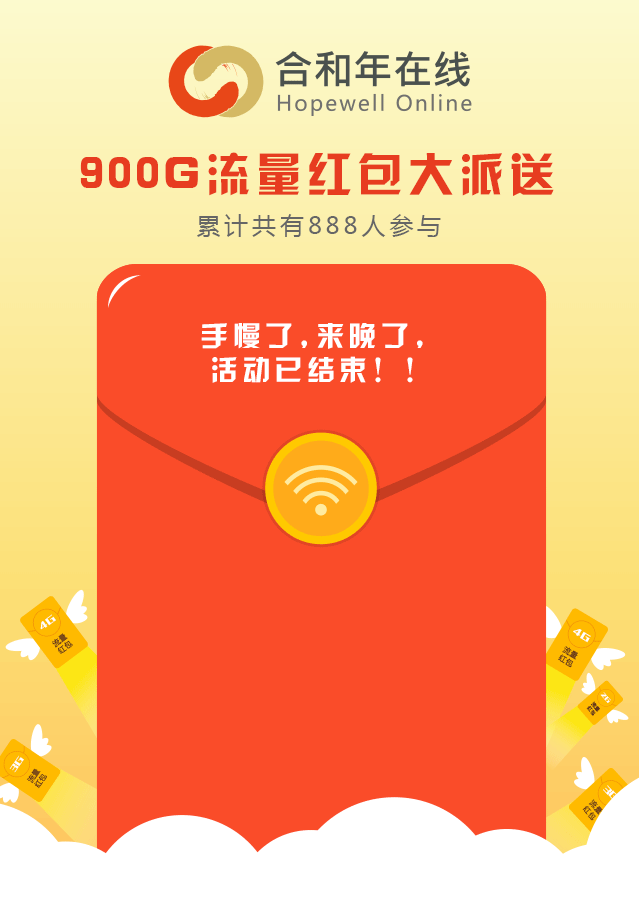 合和年在线
Hopewell Online
900G流量红包大派送
累计共有888人参与
手慢了,来晚了,
活动已结束！！
4G
流量
红包
4G
流量
红包
2G
流量
红包
3G
流量
红包
3G
流量
红包